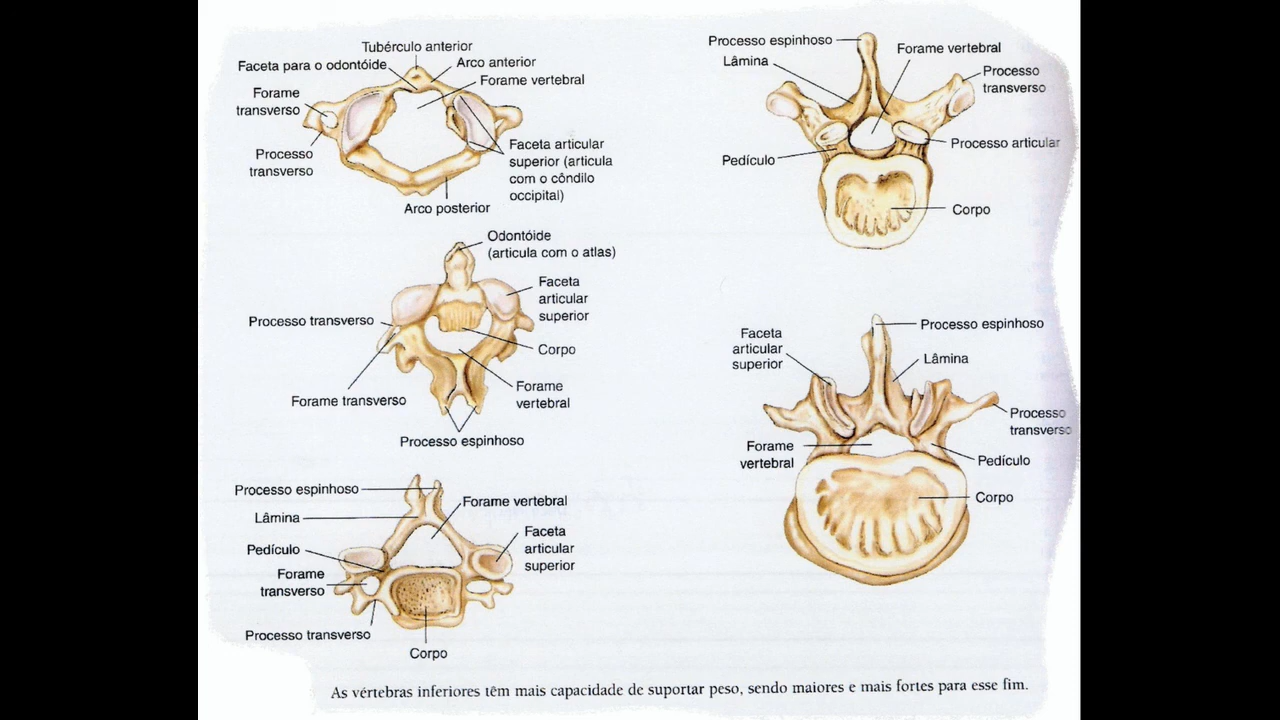 Tubérculo anterior
Faceta para o odontóide
Arco anterior
Forame vertebral
Forame
transverso
Processo
transverso
Faceta articular
superior (articula
com o côndilo
occipital)
Arco posterior
Odontóide
(articula com o atlas)
Faceta
articular
superior
Processo transverso
Corpo
Forame transverso
Forame
vertebral
Processo espinhoso
Processo espinhoso
Forame vertebral
Lâmina
Faceta
articular
superior
Pedículo
Forame
transverso
Processo transverso
Corpo
Processo espinhoso
Forame vertebral
Lâmina
Processo
transverso
Processo articular
Pedículo
Corpo
Processo espinhoso
Faceta
articular
superior
Lâmina
Processo
transverso
Forame
vertebral
Pedículo
Corpo
As vértebras inferiores têm mais capacidade de suportar peso, sendo maiores e mais fortes para esse fim.